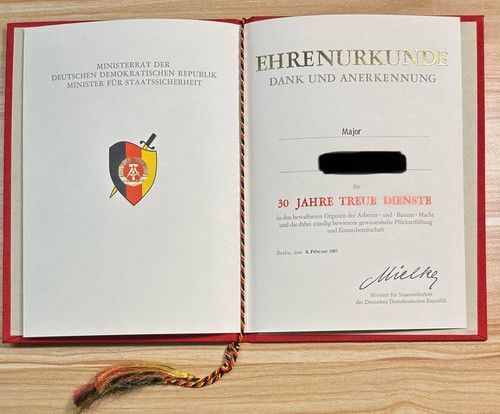 MINISTERRAT DER
DEUTSCHEN DEMOKRATISCHEN REPUBLIK
MINISTER FÜR STAATSSICHERHEIT
EHRENURKUNDE
DANK UND ANERKENNUNG
Major
für
30 JAHRE TREUE DIENSTE
in den bewaffneten Organen der Arbeiter-und-Bauern-Macht
und die dabei ständig bewiesene gewissenhafte Pflichterfüllung
und Einsatzbereitschaft
Berlin, den 8. Februar 1987
Mielke
Minister für Staatssicherheit
der Deutschen Demokratischen Republik